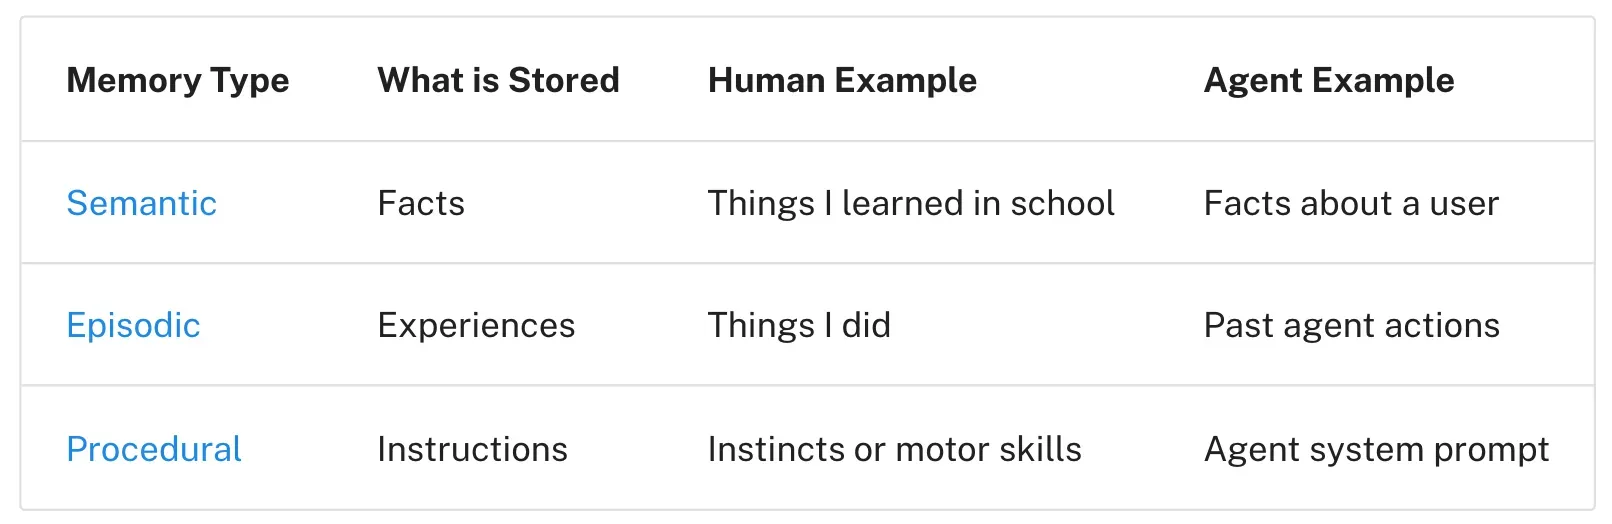 Memory Type What is Stored Human Example Agent Example
Semantic Facts Things I learned in school Facts about a user
Episodic Experiences Things I did Past agent actions
Procedural Instructions Instincts or motor skills Agent system prompt